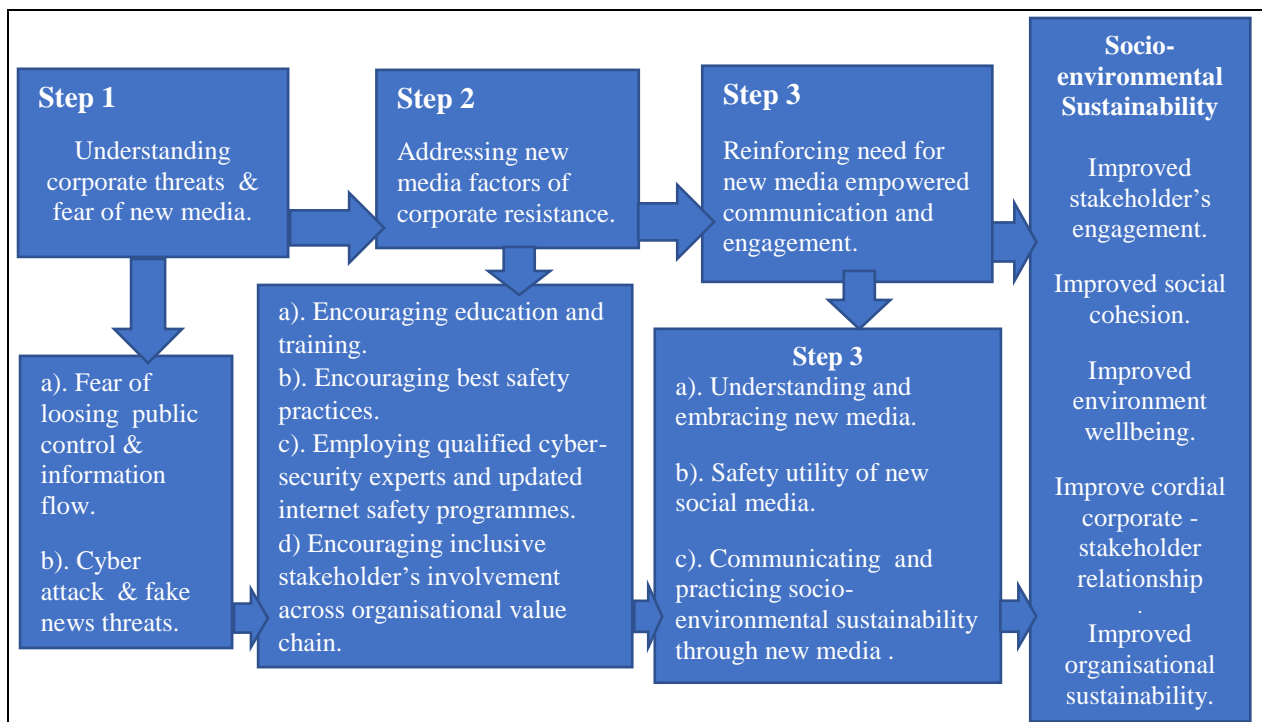 Step 1
Understanding
corporate threats &
fear of new media.
Step 2
Addressing new
media factors of
corporate resistance.
Step 3
Reinforcing need for
new media empowered
communication and
engagement.
a). Fear of
loosing public
control &
information
flow.
b). Cyber
attack & fake
news threats.
a). Encouraging education and
training.
b). Encouraging best safety
practices.
c). Employing qualified cyber-
security experts and updated
internet safety programmes.
d) Encouraging inclusive
stakeholder’s involvement
across organisational value
chain.
Step 3
a). Understanding and
embracing new media.
b). Safety utility of new
social media.
c). Communicating and
practicing socio-
environmental sustainability
through new media .
Socio-
environmental
Sustainability
Improved
stakeholder’s
engagement.
Improved social
cohesion.
Improved
environment
wellbeing.
Improve cordial
corporate -
stakeholder
relationship
.
Improved
organisational
sustainability.